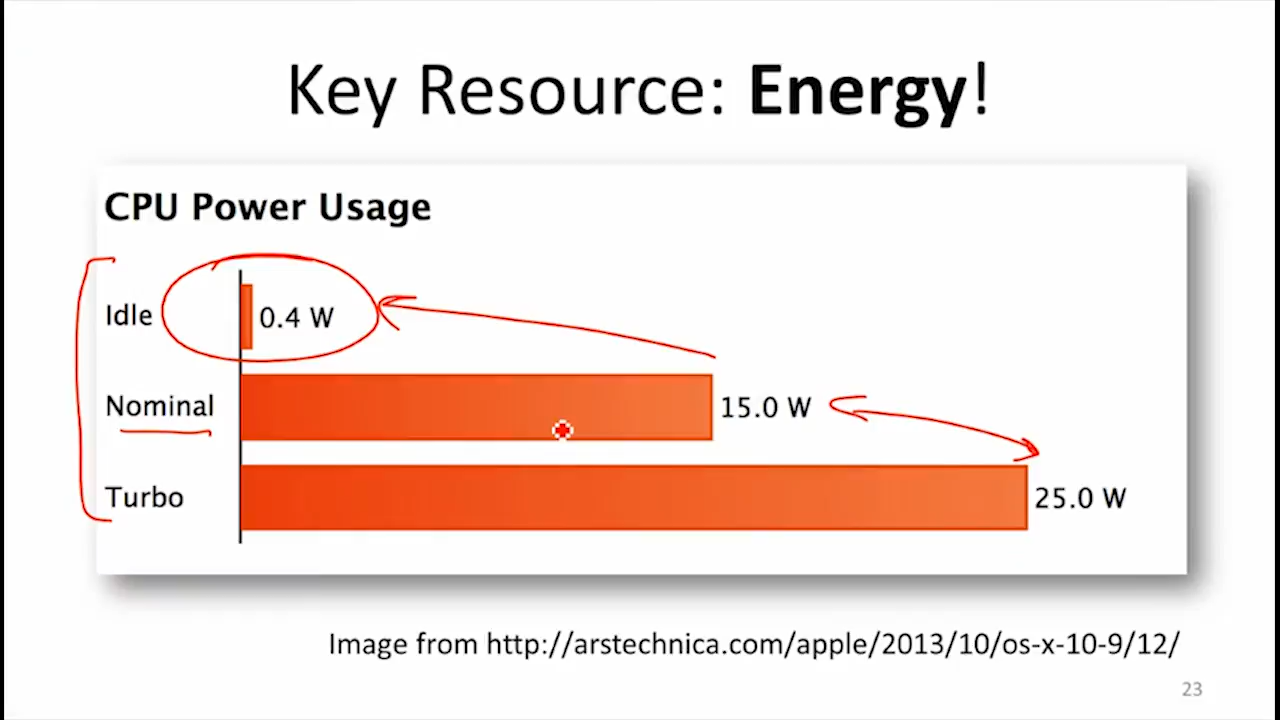 Key Resource: Energy!
CPU Power Usage
Idle 0.4 W
Nominal 15.0 W
Turbo 25.0 W
Image from http://arstechnica.com/apple/2013/10/os-x-10-9/12/
23